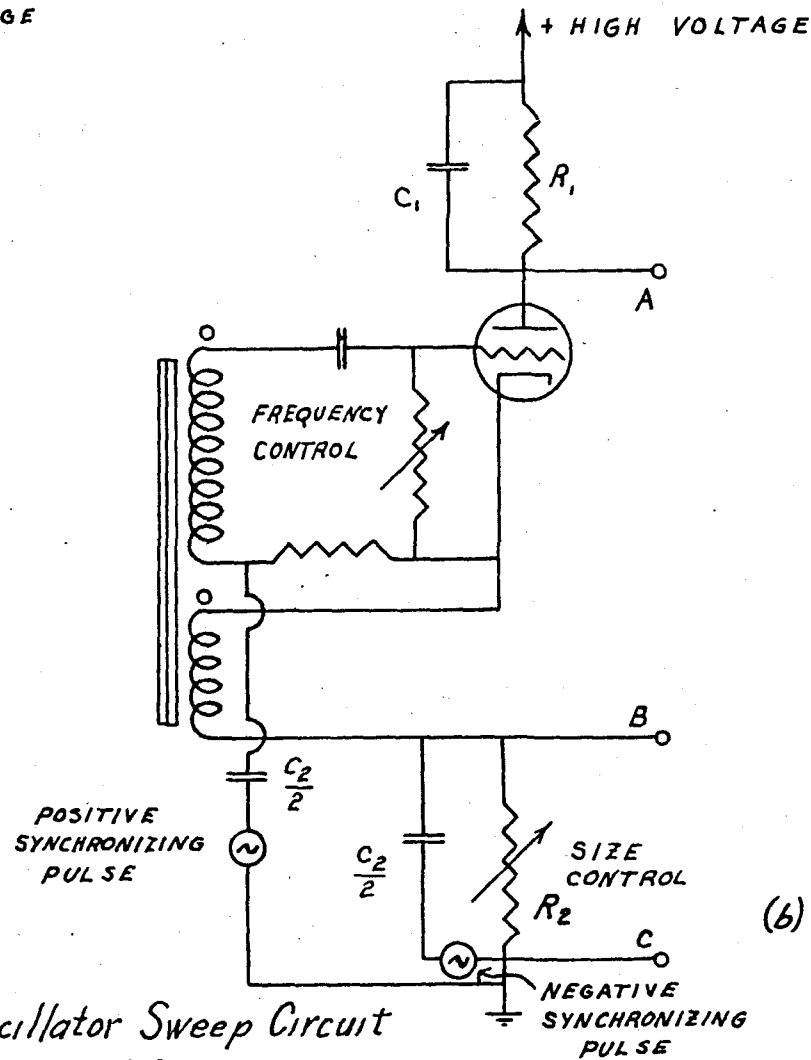 GE
+ HIGH VOLTAGE
C₁
R₁
A
FREQUENCY
CONTROL
B
C₂/2
POSITIVE
SYNCHRONIZING
PULSE
C₂/2
SIZE
CONTROL
R₂
(b)
C
NEGATIVE
SYNCHRONIZING
PULSE
cillator Sweep Circuit